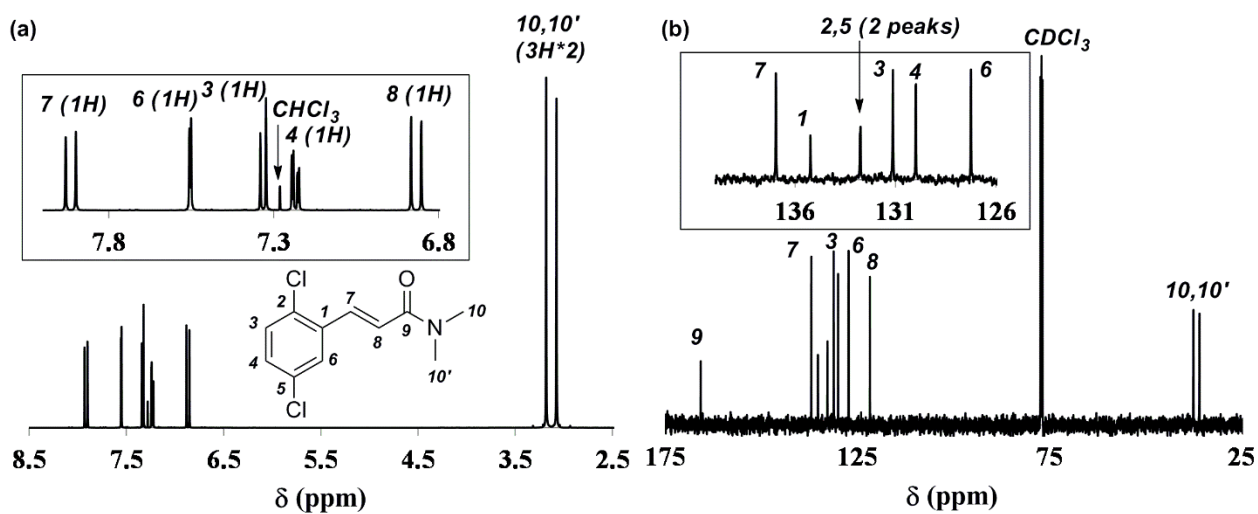 (a)
10,10'
(3H*2)
7 (1H)
6 (1H)
3 (1H)
CHCl3
4 (1H)
8 (1H)
7.8
7.3
6.8
Cl
2
3
4
5
6
1
7
8
9
O
N
10
10'
Cl
8.5
7.5
6.5
5.5
4.5
3.5
2.5
δ (ppm)
(b)
2,5 (2 peaks)
CDCl3
7
1
3
4
6
136
131
126
7
3
6
8
9
10,10'
175
125
75
25
δ (ppm)